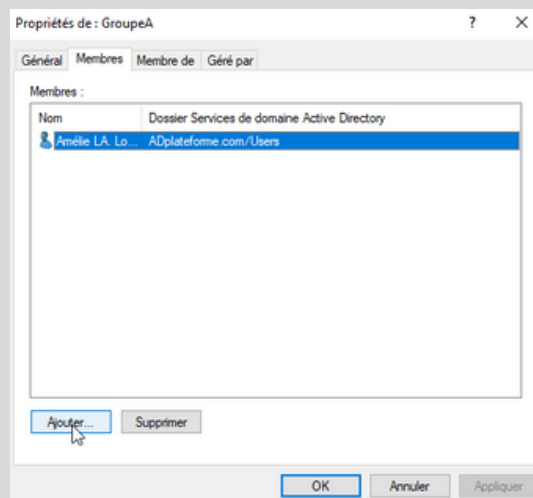 Propriétés de : GroupeA ? ×
Général Membres Membre de Géré par
Membres :
Nom Dossier Services de domaine Active Directory
Amélie LA. Lo... ADplateforme.com/Users
Ajouter... Supprimer
OK Annuler Appliquer